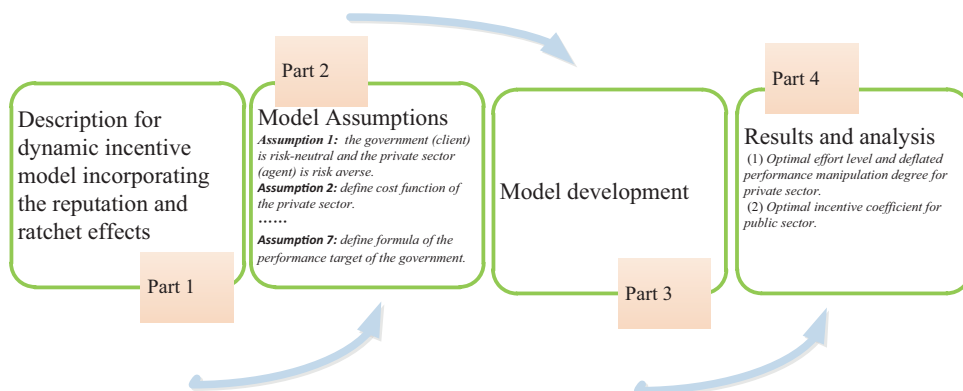 Description for
dynamic incentive
model incorporating
the reputation and
ratchet effects
Part 1
Part 2
Model Assumptions
Assumption 1: the government (client)
is risk-neutral and the private sector
(agent) is risk averse.
Assumption 2: define cost function of
the private sector.
......
Assumption 7: define formula of the
performance target of the government.
Model development
Part 3
Part 4
Results and analysis
(1) Optimal effort level and deflated
performance manipulation degree for
private sector.
(2) Optimal incentive coefficient for
public sector.